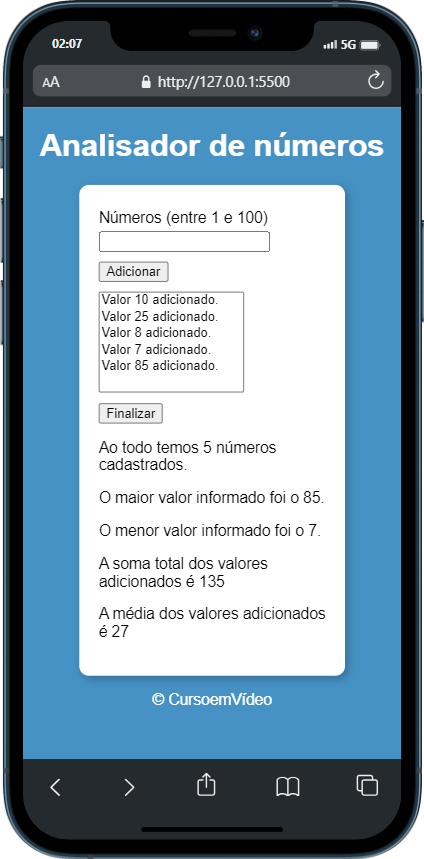 02:07
5G
AA
http://127.0.0.1:5500
Analisador de números
Números (entre 1 e 100)
Adicionar
Valor 10 adicionado.
Valor 25 adicionado.
Valor 8 adicionado.
Valor 7 adicionado.
Valor 85 adicionado.
Finalizar
Ao todo temos 5 números
cadastrados.
O maior valor informado foi o 85.
O menor valor informado foi o 7.
A soma total dos valores
adicionados é 135
A média dos valores adicionados
é 27
© CursoemVídeo